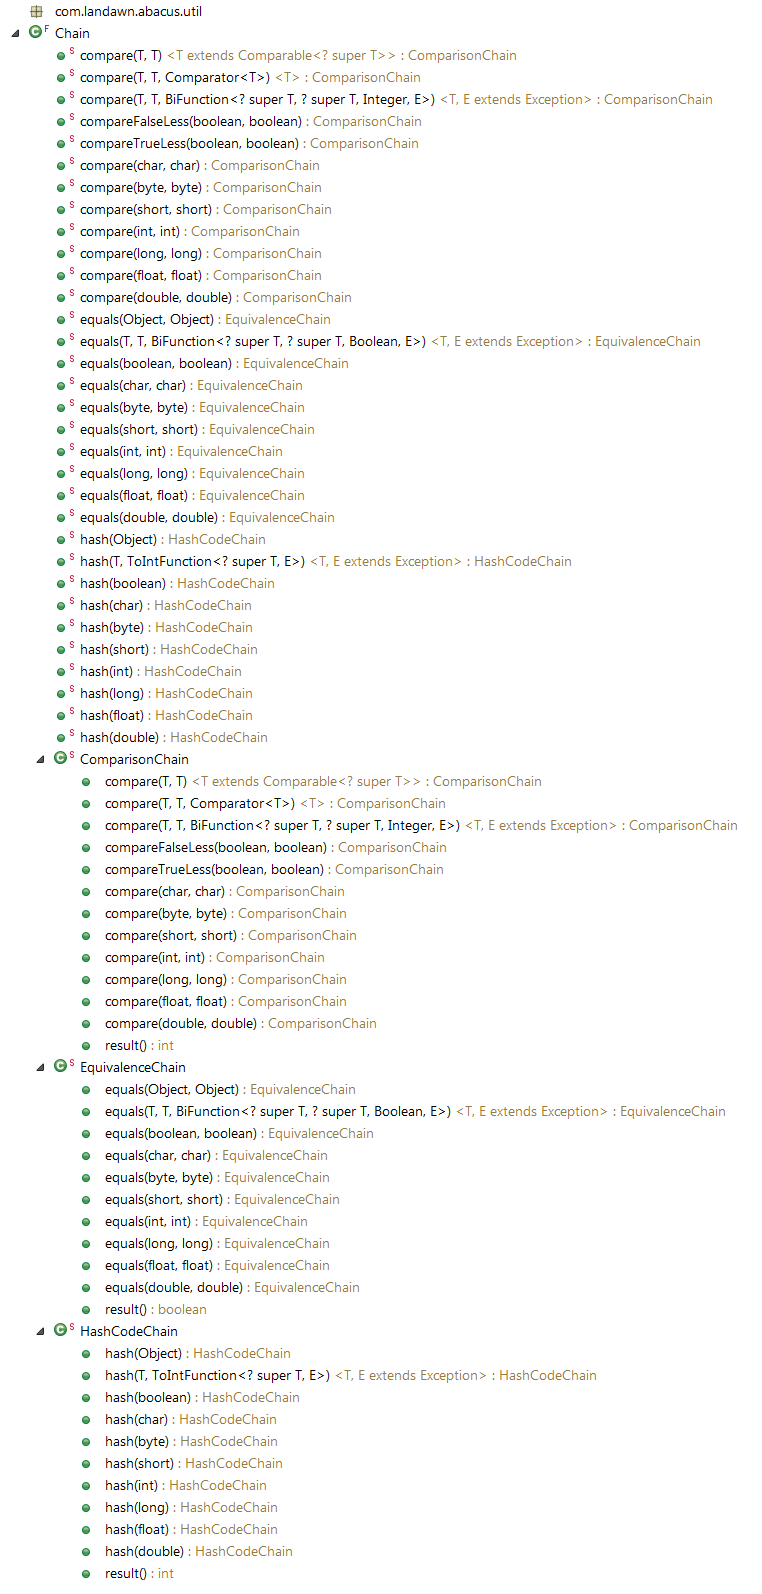 com.landawn.abacus.util
C F Chain
S compare(T, T) <T extends Comparable<? super T>> : ComparisonChain
S compare(T, T, Comparator<T>) <T> : ComparisonChain
S compare(T, T, BiFunction<? super T, ? super T, Integer, E>) <T, E extends Exception> : ComparisonChain
S compareFalseLess(boolean, boolean) : ComparisonChain
S compareTrueLess(boolean, boolean) : ComparisonChain
S compare(char, char) : ComparisonChain
S compare(byte, byte) : ComparisonChain
S compare(short, short) : ComparisonChain
S compare(int, int) : ComparisonChain
S compare(long, long) : ComparisonChain
S compare(float, float) : ComparisonChain
S compare(double, double) : ComparisonChain
S equals(Object, Object) : EquivalenceChain
S equals(T, T, BiFunction<? super T, ? super T, Boolean, E>) <T, E extends Exception> : EquivalenceChain
S equals(boolean, boolean) : EquivalenceChain
S equals(char, char) : EquivalenceChain
S equals(byte, byte) : EquivalenceChain
S equals(short, short) : EquivalenceChain
S equals(int, int) : EquivalenceChain
S equals(long, long) : EquivalenceChain
S equals(float, float) : EquivalenceChain
S equals(double, double) : EquivalenceChain
S hash(Object) : HashCodeChain
S hash(T, ToIntFunction<? super T, E>) <T, E extends Exception> : HashCodeChain
S hash(boolean) : HashCodeChain
S hash(char) : HashCodeChain
S hash(byte) : HashCodeChain
S hash(short) : HashCodeChain
S hash(int) : HashCodeChain
S hash(long) : HashCodeChain
S hash(float) : HashCodeChain
S hash(double) : HashCodeChain
C S ComparisonChain
compare(T, T) <T extends Comparable<? super T>> : ComparisonChain
compare(T, T, Comparator<T>) <T> : ComparisonChain
compare(T, T, BiFunction<? super T, ? super T, Integer, E>) <T, E extends Exception> : ComparisonChain
compareFalseLess(boolean, boolean) : ComparisonChain
compareTrueLess(boolean, boolean) : ComparisonChain
compare(char, char) : ComparisonChain
compare(byte, byte) : ComparisonChain
compare(short, short) : ComparisonChain
compare(int, int) : ComparisonChain
compare(long, long) : ComparisonChain
compare(float, float) : ComparisonChain
compare(double, double) : ComparisonChain
result() : int
C S EquivalenceChain
equals(Object, Object) : EquivalenceChain
equals(T, T, BiFunction<? super T, ? super T, Boolean, E>) <T, E extends Exception> : EquivalenceChain
equals(boolean, boolean) : EquivalenceChain
equals(char, char) : EquivalenceChain
equals(byte, byte) : EquivalenceChain
equals(short, short) : EquivalenceChain
equals(int, int) : EquivalenceChain
equals(long, long) : EquivalenceChain
equals(float, float) : EquivalenceChain
equals(double, double) : EquivalenceChain
result() : boolean
C S HashCodeChain
hash(Object) : HashCodeChain
hash(T, ToIntFunction<? super T, E>) <T, E extends Exception> : HashCodeChain
hash(boolean) : HashCodeChain
hash(char) : HashCodeChain
hash(byte) : HashCodeChain
hash(short) : HashCodeChain
hash(int) : HashCodeChain
hash(long) : HashCodeChain
hash(float) : HashCodeChain
hash(double) : HashCodeChain
result() : int